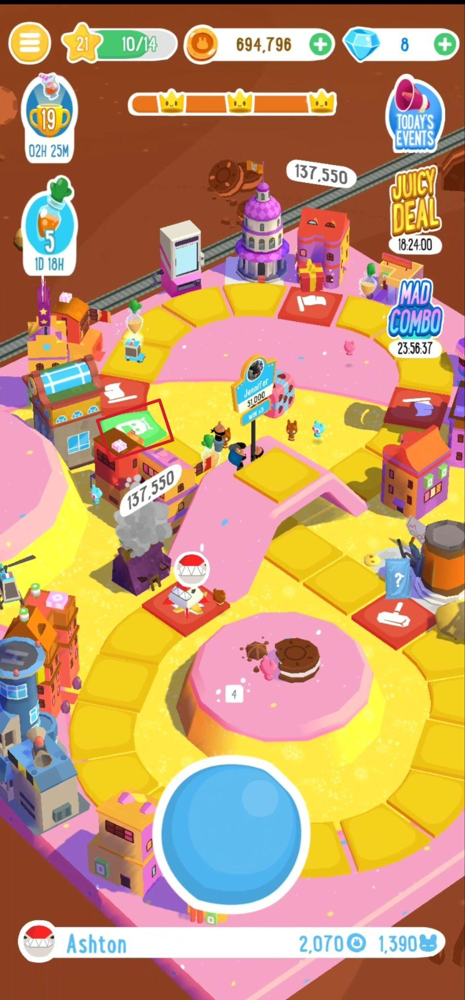 21
10/14
694,796
8
19
02H 25M
TODAY'S
EVENTS
137,550
JUICY
DEAL
18:24:00
5
1D 18H
MAD
COMBO
23:56:37
Jennifer
51,000
WIN x5
137,550
?
H
4
Ashton
2,070
1,390